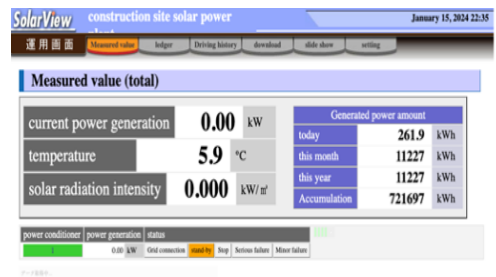 SolarView construction site solar power January 15, 2024 22:35
plant
運用画面 Measured value ledger Driving history download slide show setting
Measured value (total)
current power generation 0.00 kW
temperature 5.9 °C
solar radiation intensity 0.000 kW/㎡
Generated power amount
today 261.9 kWh
this month 11227 kWh
this year 11227 kWh
Accumulation 721697 kWh
power conditioner power generation status
1 0.00 kW Grid connection stand-by Stop Serious failure Minor failure